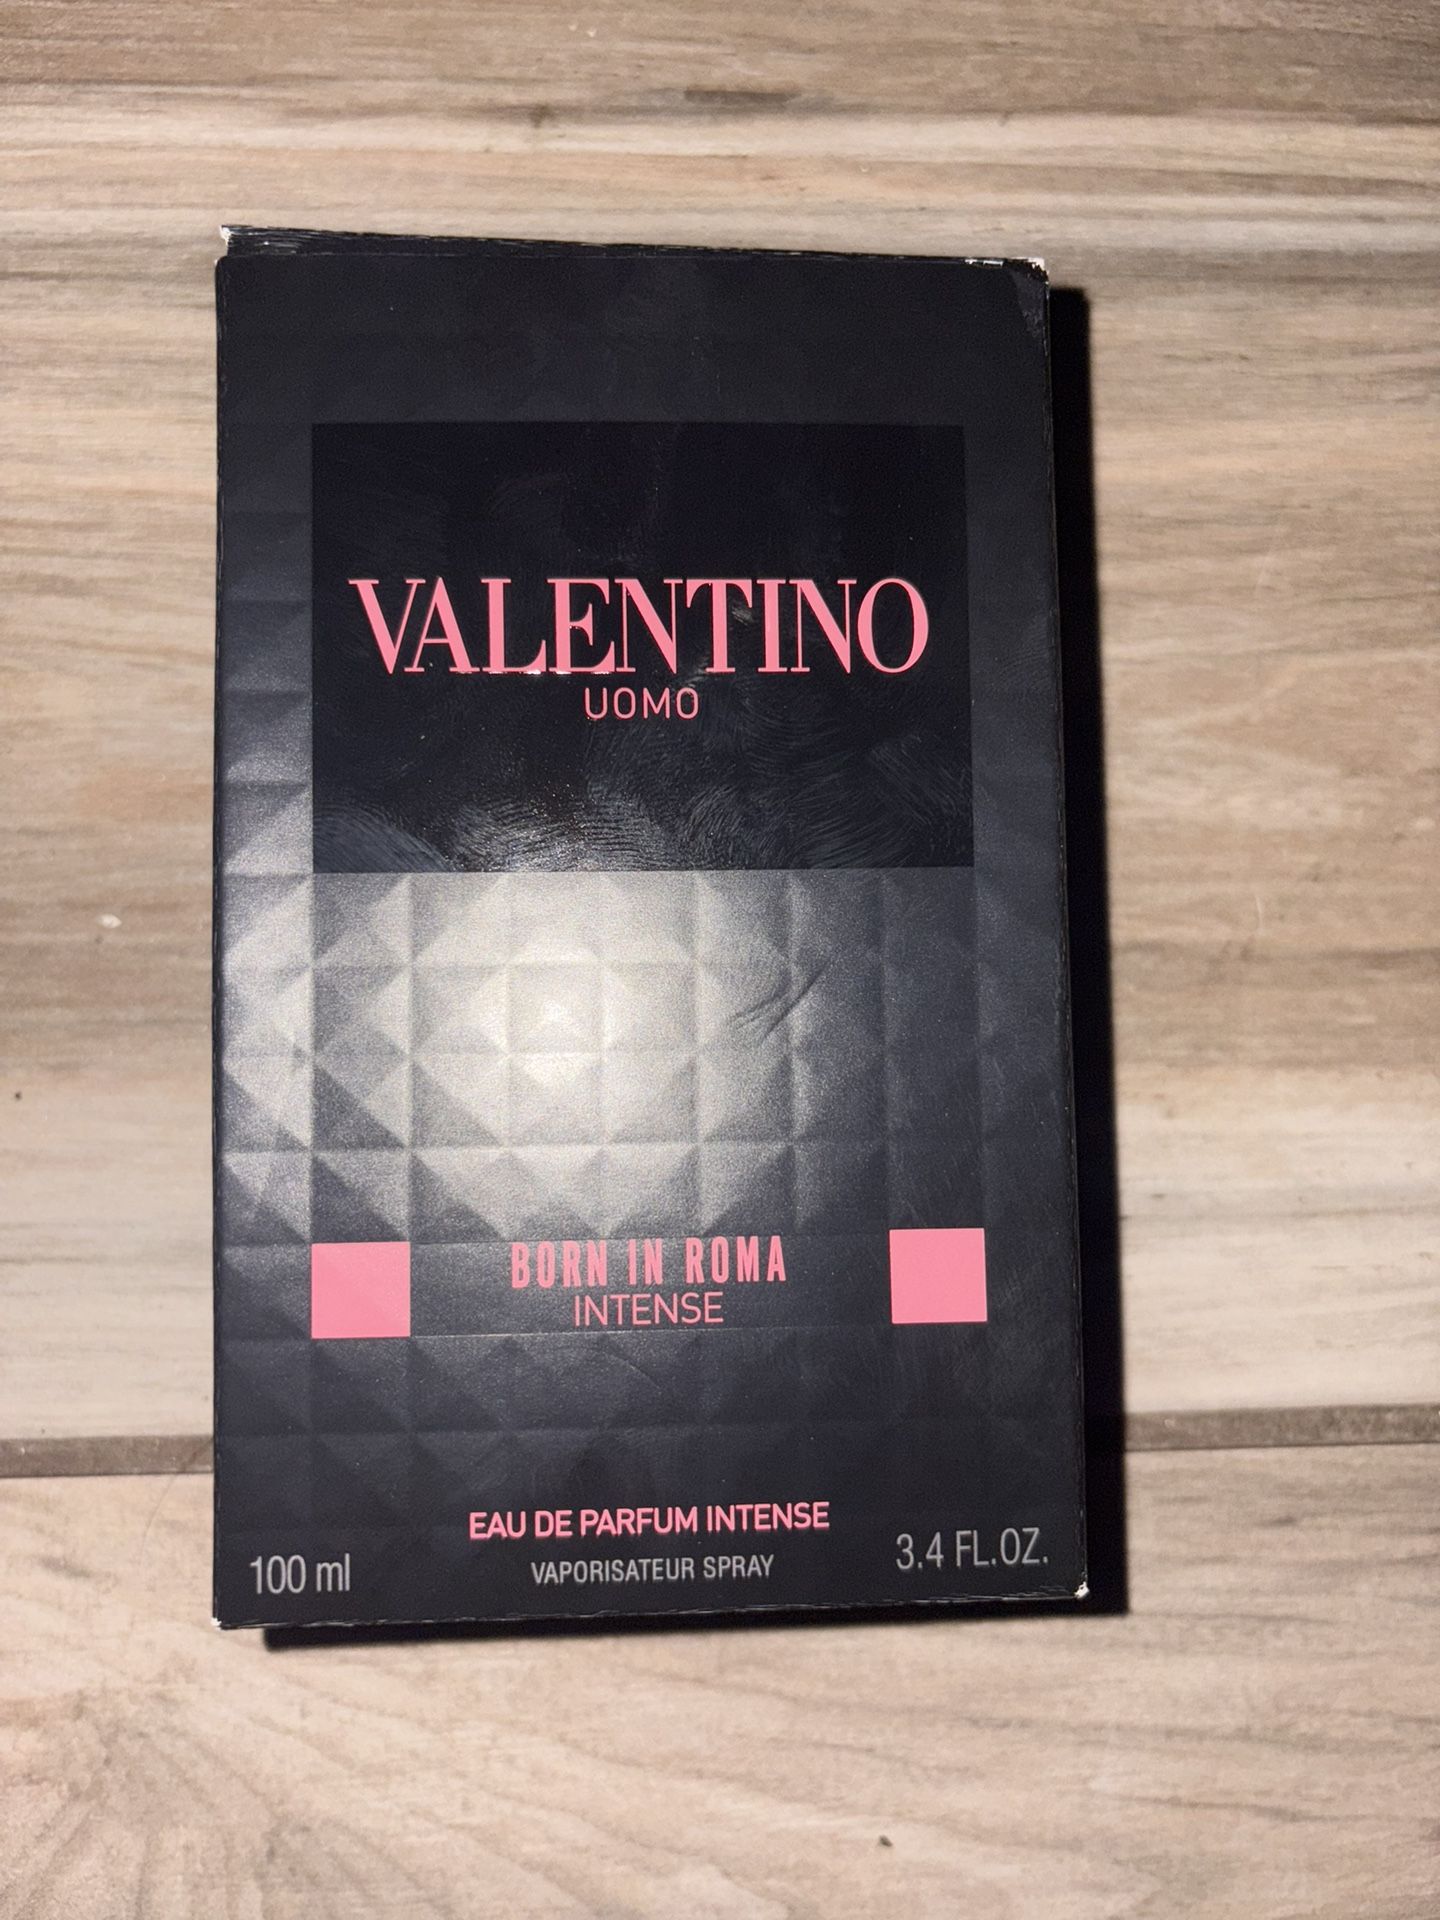 VALENTINO
UOMO
BORN IN ROMA
INTENSE
EAU DE PARFUM INTENSE
100 ml VAPORISATEUR SPRAY 3.4 FL.OZ.